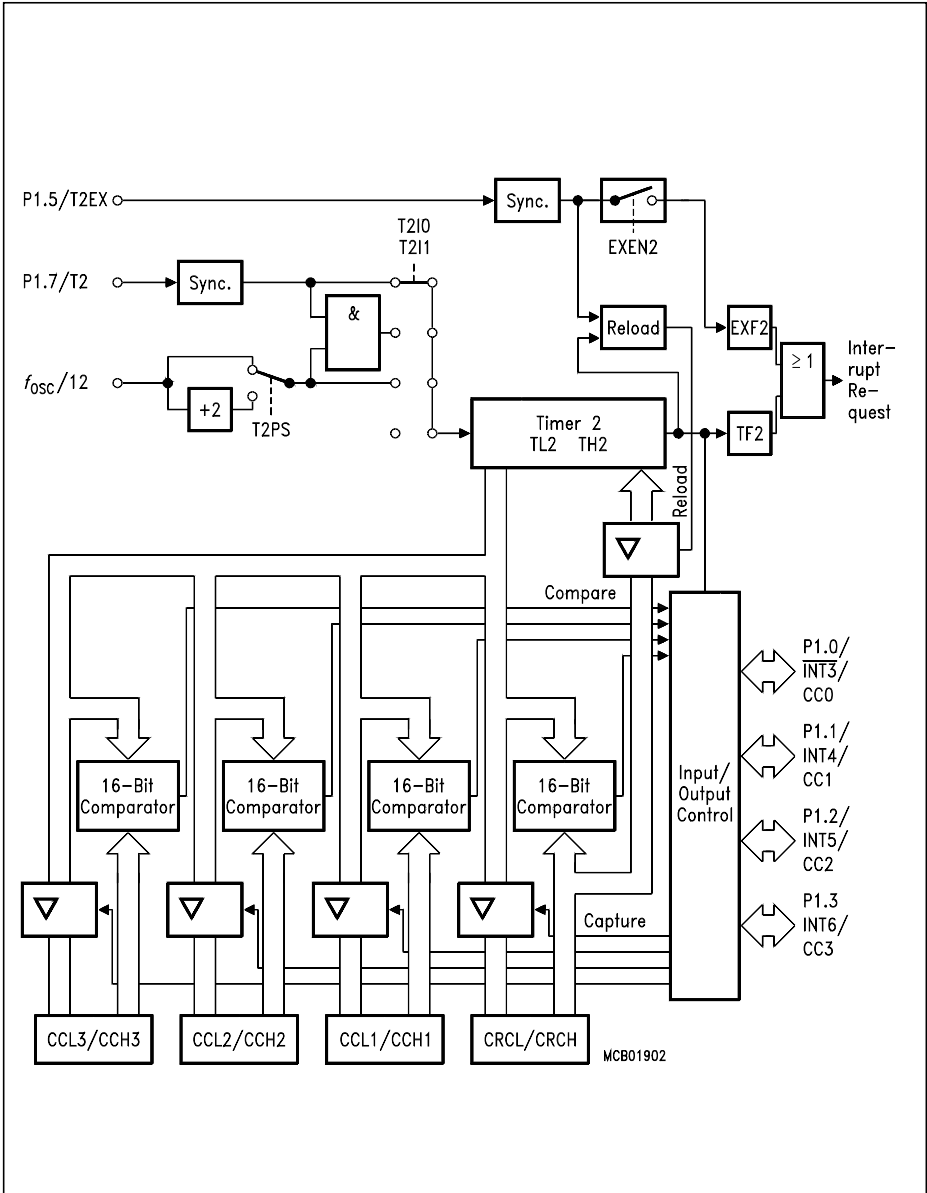 P1.5/T2EX
Sync.
EXEN2
T2I0
T2I1
P1.7/T2
Sync.
&
Reload
EXF2
≥1
Inter-
rupt
Re-
quest
fOSC/12
+2
T2PS
Timer 2
TL2 TH2
TF2
Reload
Compare
P1.0/
INT3/
CC0
P1.1/
INT4/
CC1
16-Bit
Comparator
16-Bit
Comparator
16-Bit
Comparator
16-Bit
Comparator
Input/
Output
Control
P1.2/
INT5/
CC2
P1.3
INT6/
CC3
Capture
CCL3/CCH3
CCL2/CCH2
CCL1/CCH1
CRCL/CRCH
MCB01902